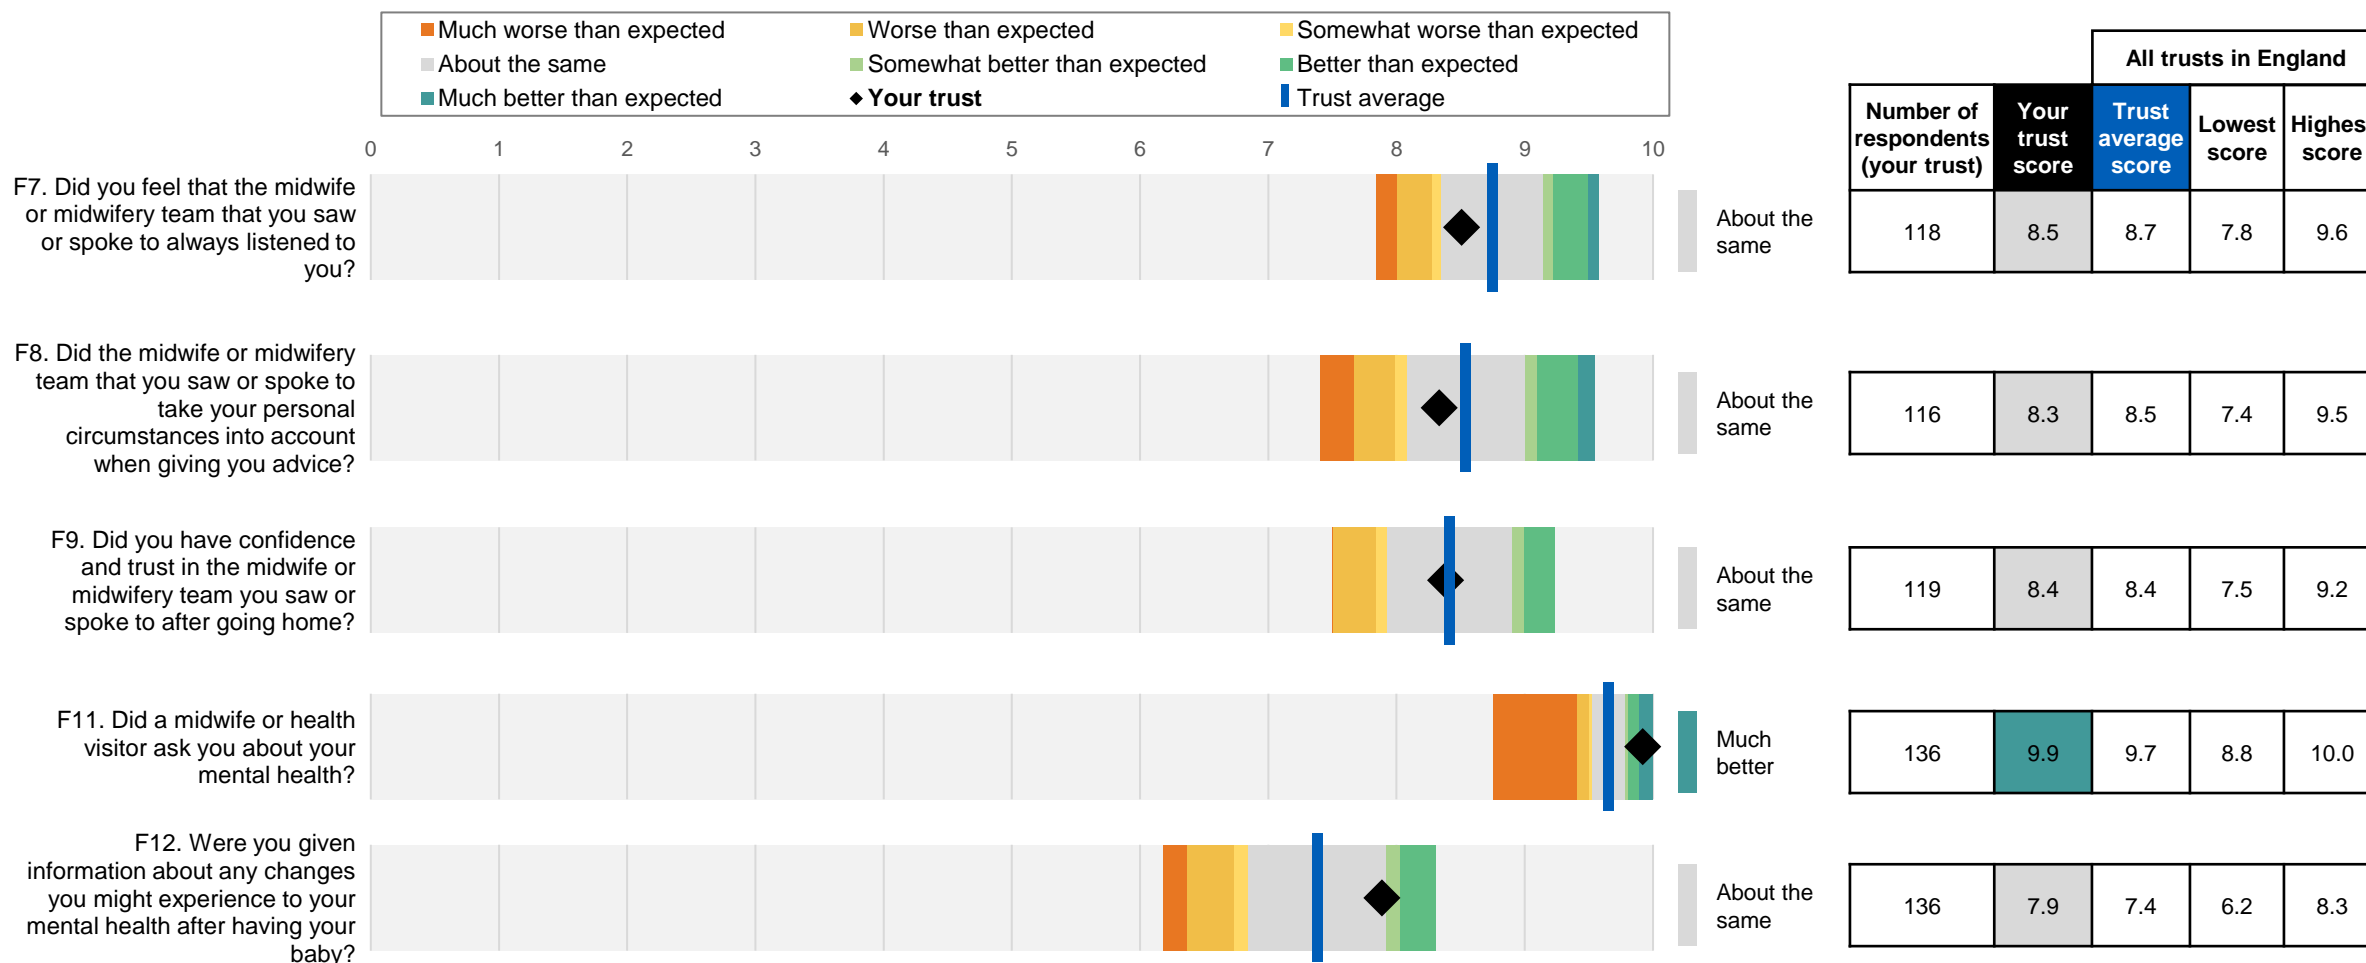 Much worse than expected
Worse than expected
Somewhat worse than expected
About the same
Somewhat better than expected
Better than expected
Much better than expected
Your trust
Trust average
All trusts in England
Number of
respondents
(your trust)
Your
trust
score
Trust
average
score
Lowest
score
Highes
score
0 1 2 3 4 5 6 7 8 9 10
F7. Did you feel that the midwife
or midwifery team that you saw
or spoke to always listened to
you?
About the
same
118 8.5 8.7 7.8 9.6
F8. Did the midwife or midwifery
team that you saw or spoke to
take your personal
circumstances into account
when giving you advice?
About the
same
116 8.3 8.5 7.4 9.5
F9. Did you have confidence
and trust in the midwife or
midwifery team you saw or
spoke to after going home?
About the
same
119 8.4 8.4 7.5 9.2
F11. Did a midwife or health
visitor ask you about your
mental health?
Much
better
136 9.9 9.7 8.8 10.0
F12. Were you given
information about any changes
you might experience to your
mental health after having your
baby?
About the
same
136 7.9 7.4 6.2 8.3